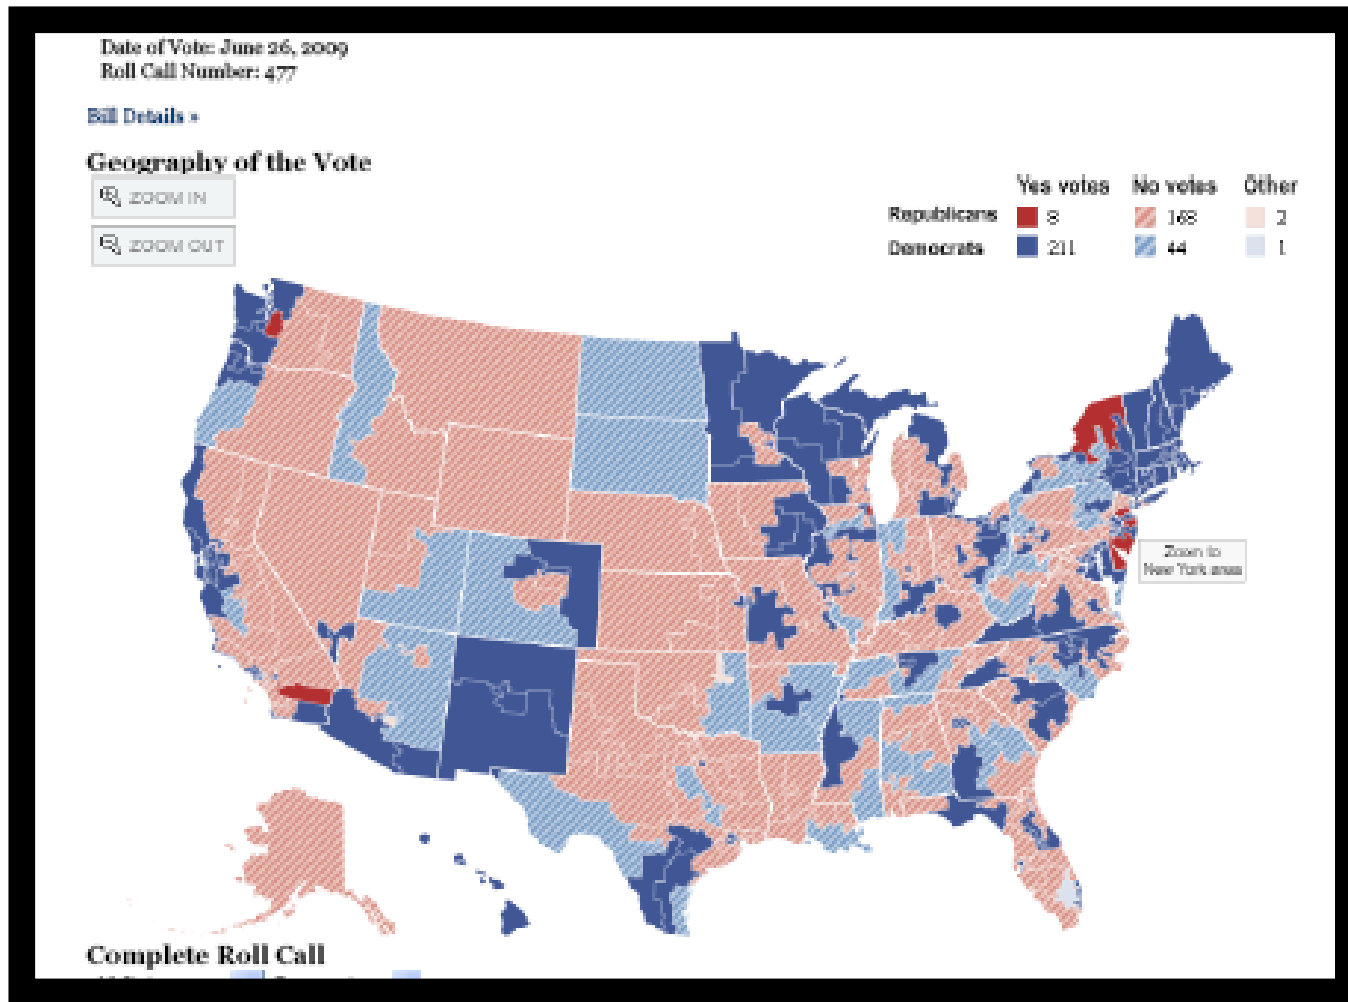 Date of Vote: June 26, 2009
Roll Call Number: 477
Bill Details »
Geography of the Vote
ZOOM IN
ZOOM OUT
Yes votes No votes Other
Republicans 8 168 2
Democrats 211 44 1
Zoom to
New York area
Complete Roll Call